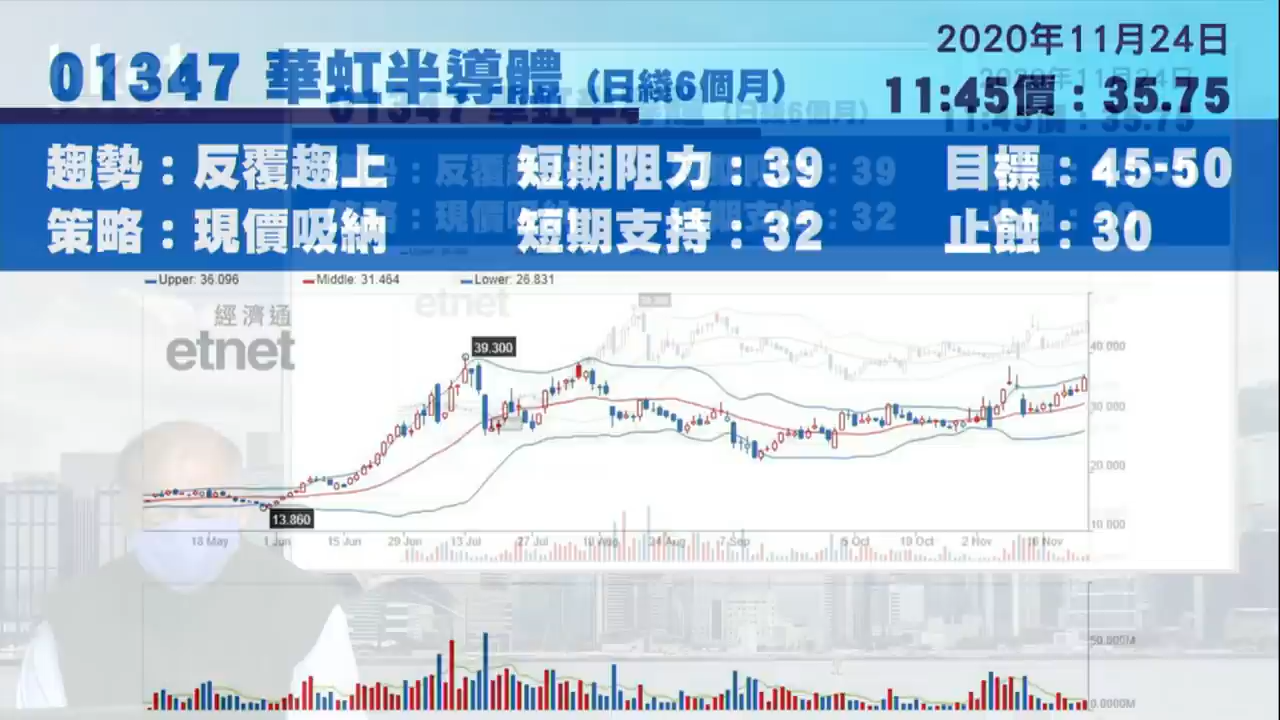 01347 華虹半導體 (日綫6個月)
2020年11月24日
11:45價：35.75
趨勢：反覆趨上 短期阻力：39 目標：45-50
策略：現價吸納 短期支持：32 止蝕：30
Upper: 36.096 Middle: 31.464 Lower: 26.831
經濟通
etnet
etnet
39.300
40.000
30.000
20.000
13.860
10.000
18 May 1 Jun 15 Jun 29 Jun 13 Jul 27 Jul 10 Aug 24 Aug 7 Sep 5 Oct 19 Oct 2 Nov 16 Nov
50.000M
0.0000M